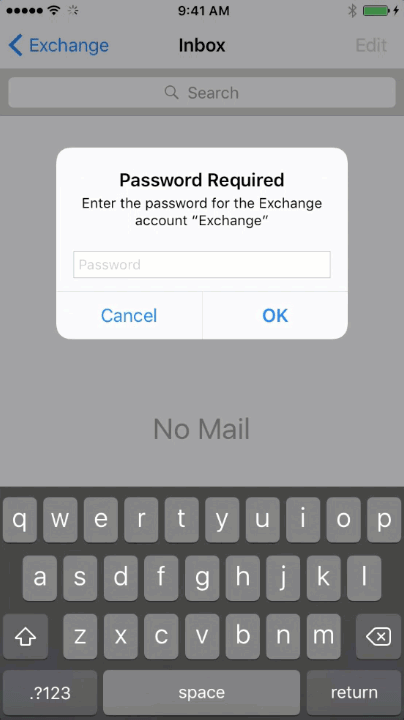 9:41 AM
Exchange
Inbox
Edit
Search
Password Required
Enter the password for the Exchange
account “Exchange”
Password
Cancel
OK
No Mail
q w e r t y u i o p
a s d f g h j k l
z x c v b n m
.?123
space
return